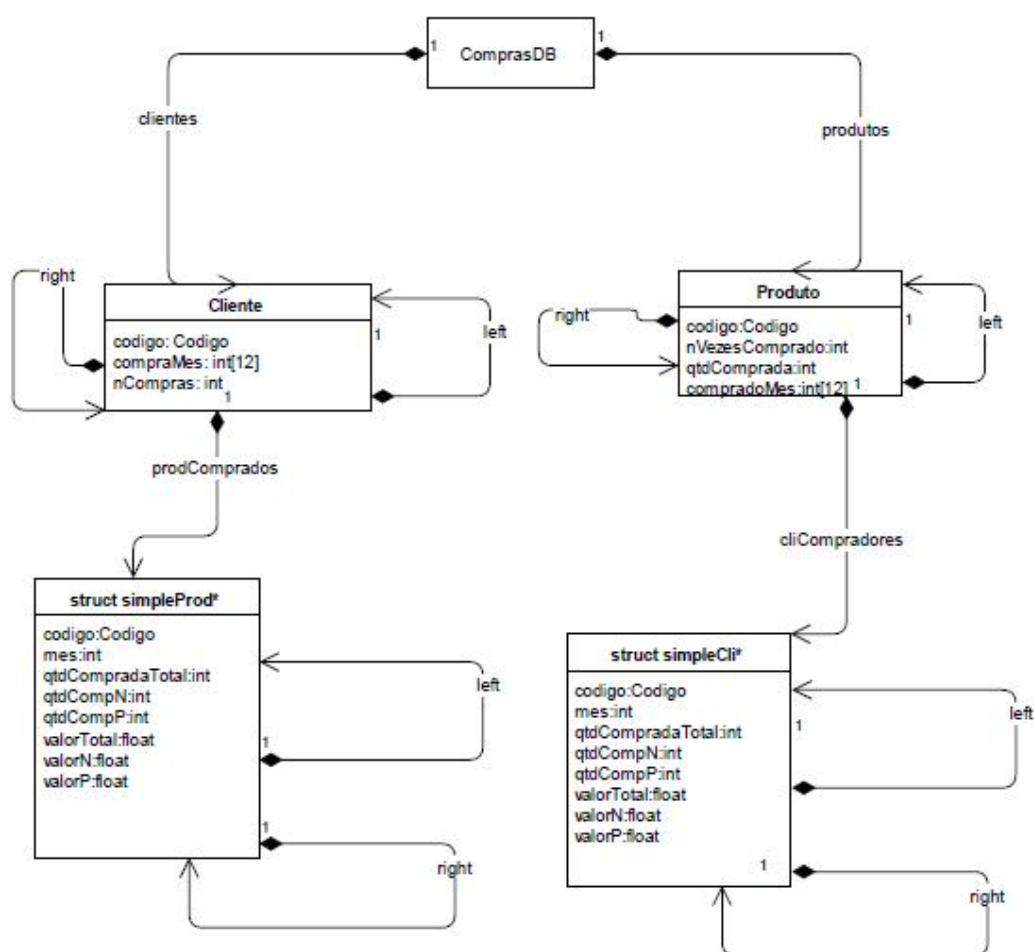 1
ComprasDB
1
clientes
produtos
right
Cliente
codigo: Codigo
compraMes: int[12]
nCompras: int
1
1
left
right
Produto
codigo:Codigo
nVezesComprado:int
qtdComprada:int
compradoMes:int[12]
1
1
left
prodComprados
cliCompradores
struct simpleProd*
codigo:Codigo
mes:int
qtdCompradaTotal:int
qtdCompN:int
qtdCompP:int
valorTotal:float
valorN:float
valorP:float
1
1
left
right
struct simpleCli*
codigo:Codigo
mes:int
qtdCompradaTotal:int
qtdCompN:int
qtdCompP:int
valorTotal:float
valorN:float
valorP:float
1
1
left
right